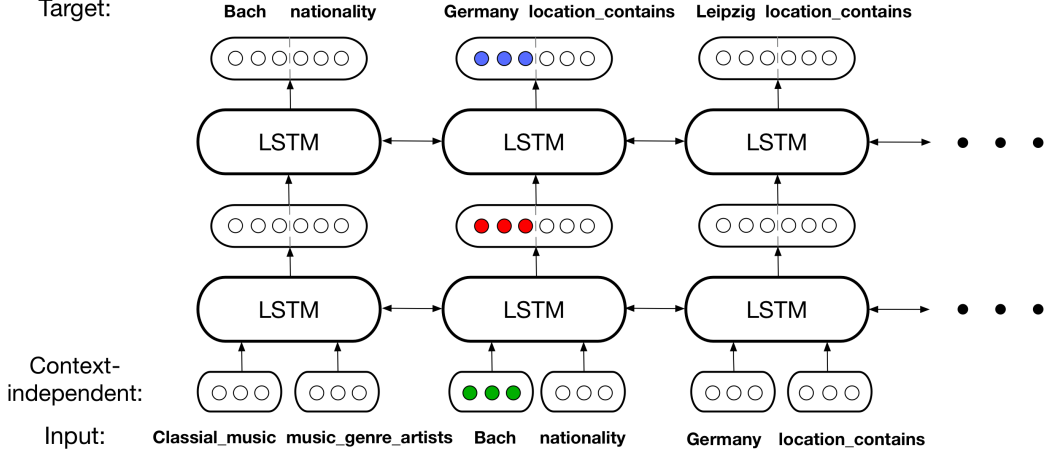 Target: Bach nationality Germany location_contains Leipzig location_contains
LSTM LSTM LSTM
LSTM LSTM LSTM
Context-
independent:
Input: Classial_music music_genre_artists Bach nationality Germany location_contains